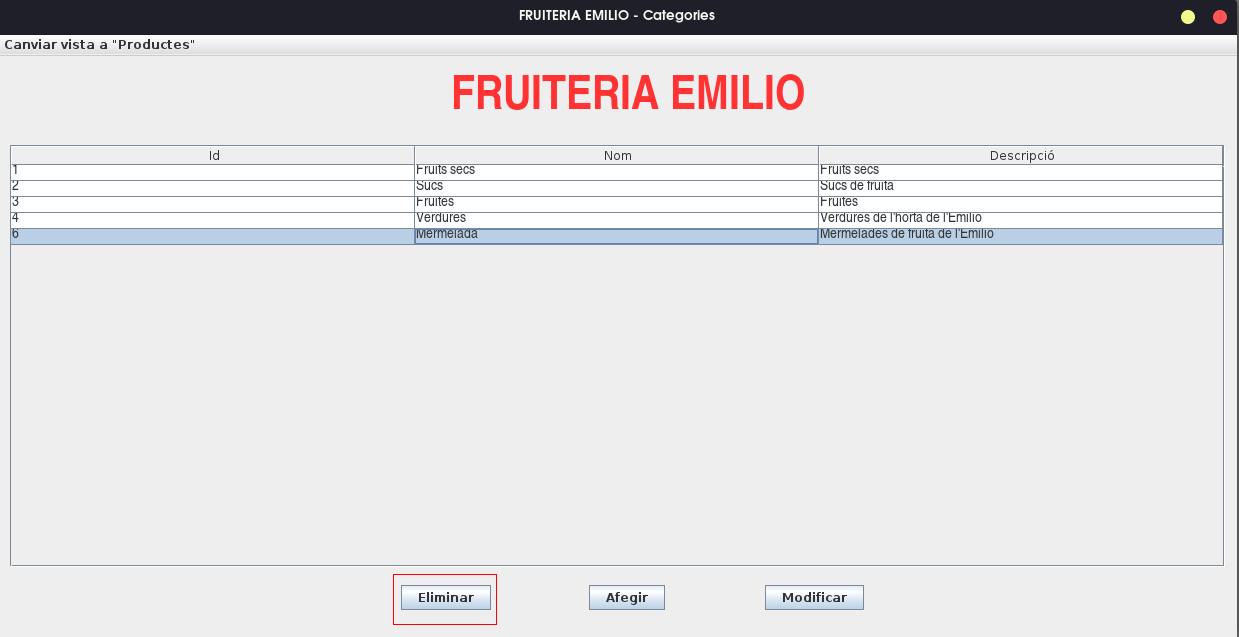 FRUITERIA EMILIO - Categories
Canviar vista a "Productes"
FRUITERIA EMILIO
Id Nom Descripció
1 Fruits secs Fruits secs
2 Sucs Sucs de fruita
3 Fruites Fruites
4 Verdures Verdures de l'horta de l'Emilio
6 Mermelada Mermelades de fruita de l'Emilio
Eliminar Afegir Modificar